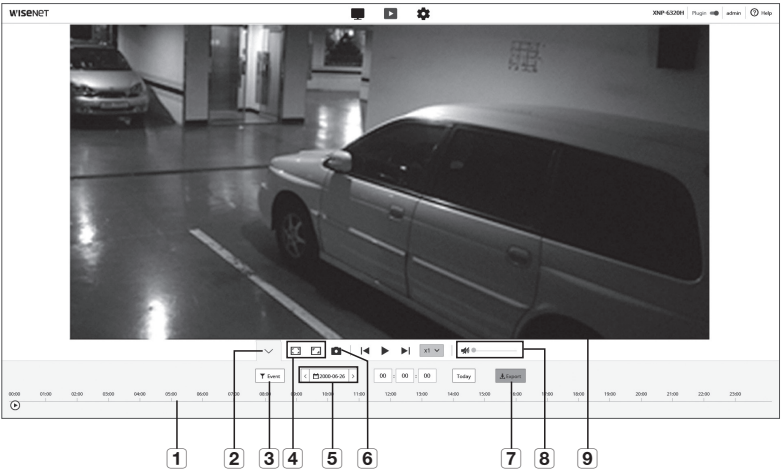 WISENET
XNP-6320H Plugin admin ? Help
x1
Event
< 2000-06-26 >
00 : 00 : 00
Today
Export
00:00 01:00 02:00 03:00 04:00 05:00 06:00 07:00 08:00 09:00 10:00 11:00 12:00 13:00 14:00 15:00 16:00 17:00 18:00 19:00 20:00 21:00 22:00 23:00
1 2 3 4 5 6 7 8 9